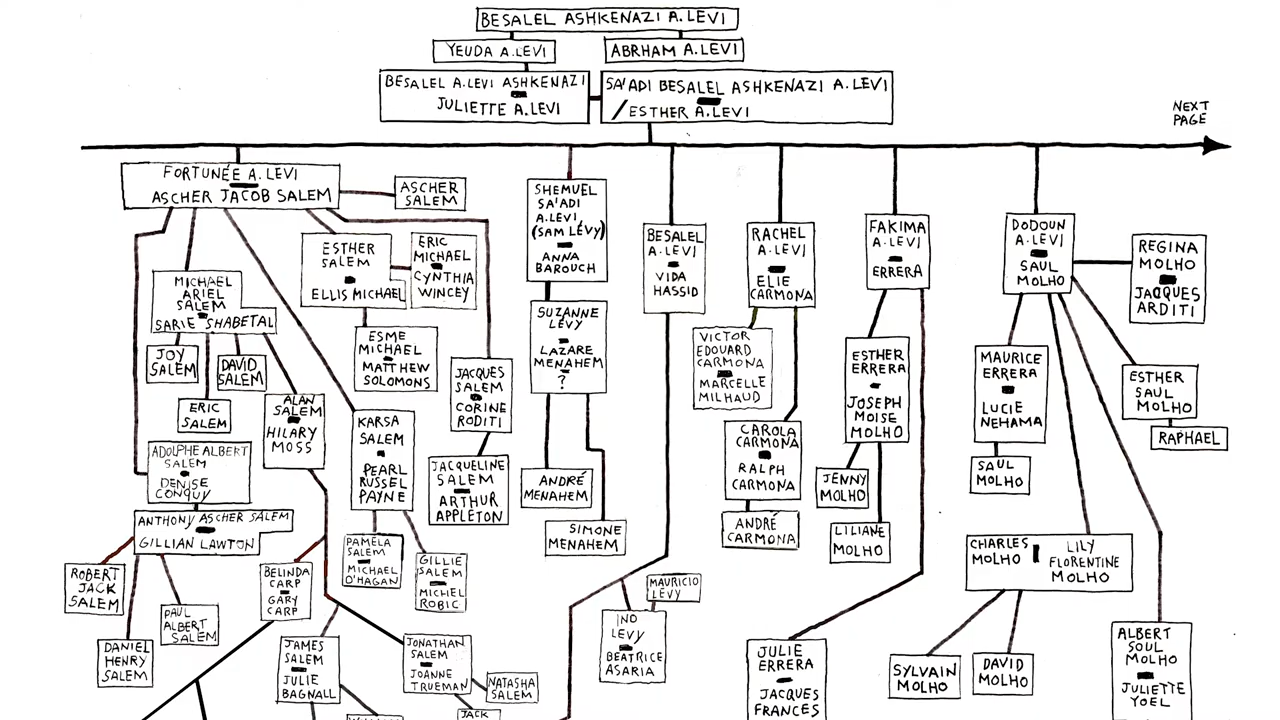 BESALEL ASHKENAZI A.LEVI
YEUDA A.LEVI
ABRHAM A.LEVI
BESALEL A.LEVI ASHKENAZI
JULIETTE A.LEVI
SA'ADI BESALEL ASHKENAZI A.LEVI
/ESTHER A.LEVI
NEXT
PAGE
FORTUNÉE A.LEVI
ASCHER JACOB SALEM
ASCHER
SALEM
MICHAEL
ARIEL
SALEM
SARIE SHABETAL
JOY
SALEM
DAVID
SALEM
ERIC
SALEM
ALAN
SALEM
HILARY
MOSS
ESTHER
SALEM
ELLIS MICHAEL
ERIC
MICHAEL
CYNTHIA
WINCEY
ESME
MICHAEL
MATTHEW
SOLOMONS
JACQUES
SALEM
CORINE
RODITI
JACQUELINE
SALEM
ARTHUR
APPLETON
KARSA
SALEM
PEARL
RUSSEL
PAYNE
PAMELA
SALEM
MICHAEL
O'HAGAN
GILLIE
SALEM
MICHEL
ROBIC
ADOLPHE ALBERT
SALEM
DENISE
CONQUY
ANTHONY ASCHER SALEM
GILLIAN LAWTON
ROBERT
JACK
SALEM
DANIEL
HENRY
SALEM
PAUL
ALBERT
SALEM
BELINDA
CARP
GARY
CARP
JAMES
SALEM
JULIE
BAGNALL
JONATHAN
SALEM
JOANNE
TRUEMAN
NATASHA
SALEM
JACK
SHEMUEL
SA'ADI
A.LEVI
(SAM LÉVY)
ANNA
BAROUCH
SUZANNE
LÉVY
LAZARE
MENAHEM
?
ANDRÉ
MENAHEM
SIMONE
MENAHEM
BESALEL
A.LEVI
VIDA
HASSID
MAURICIO
LEVY
INO
LEVY
BEATRICE
ASARIA
RACHEL
A.LEVI
ELIE
CARMONA
VICTOR
EDOUARD
CARMONA
MARCELLE
MILHAUD
CAROLA
CARMONA
RALPH
CARMONA
ANDRÉ
CARMONA
FAKIMA
A.LEVI
ERRERA
ESTHER
ERRERA
JOSEPH
MOISE
MOLHO
JENNY
MOLHO
LILIANE
MOLHO
JULIE
ERRERA
JACQUES
FRANCES
DODOUN
A.LEVI
SAUL
MOLHO
REGINA
MOLHO
JACQUES
ARDITI
MAURICE
ERRERA
LUCIE
NEHAMA
SAUL
MOLHO
ESTHER
SAUL
MOLHO
RAPHAEL
CHARLES
MOLHO
LILY
FLORENTINE
MOLHO
SYLVAIN
MOLHO
DAVID
MOLHO
ALBERT
SOUL
MOLHO
JULIETTE
YOEL